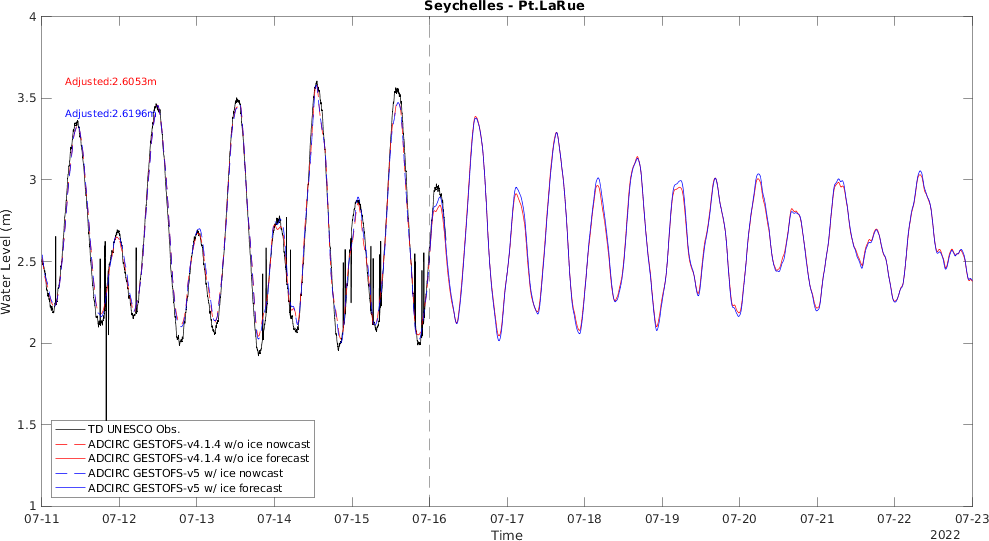 Seychelles - Pt.LaRue
4
Adjusted:2.6053m
3.5
Adjusted:2.6196m
3
Water Level (m)
2.5
2
1.5
TD UNESCO Obs.
ADCIRC GESTOFS-v4.1.4 w/o ice nowcast
ADCIRC GESTOFS-v4.1.4 w/o ice forecast
ADCIRC GESTOFS-v5 w/ ice nowcast
ADCIRC GESTOFS-v5 w/ ice forecast
1
07-11 07-12 07-13 07-14 07-15 07-16 07-17 07-18 07-19 07-20 07-21 07-22 07-23
Time
2022